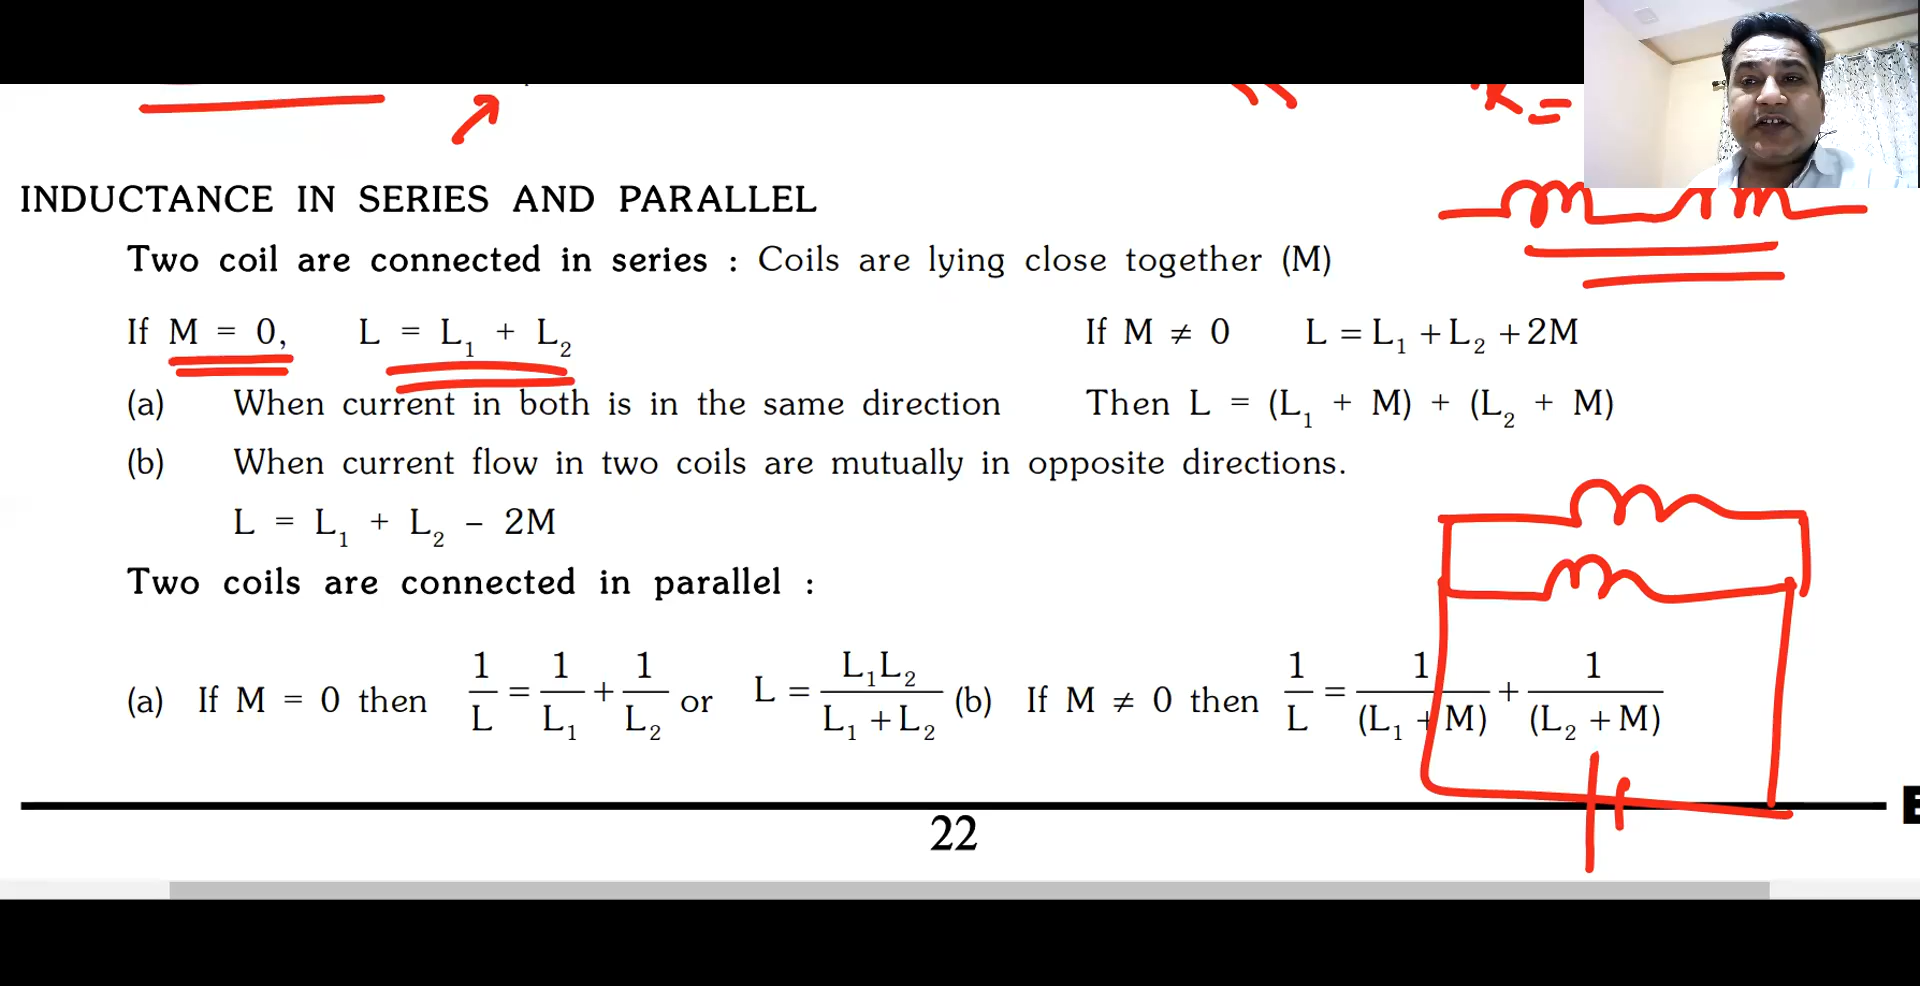 K =
INDUCTANCE IN SERIES AND PARALLEL
Two coil are connected in series : Coils are lying close together (M)
If M = 0, L = L₁ + L₂ If M ≠ 0 L = L₁ + L₂ + 2M
(a) When current in both is in the same direction Then L = (L₁ + M) + (L₂ + M)
(b) When current flow in two coils are mutually in opposite directions.
L = L₁ + L₂ – 2M
Two coils are connected in parallel :
(a) If M = 0 then 1/L = 1/L₁ + 1/L₂ or L = L₁L₂/L₁ + L₂ (b) If M ≠ 0 then 1/L = 1/(L₁ + M) + 1/(L₂ + M)
22